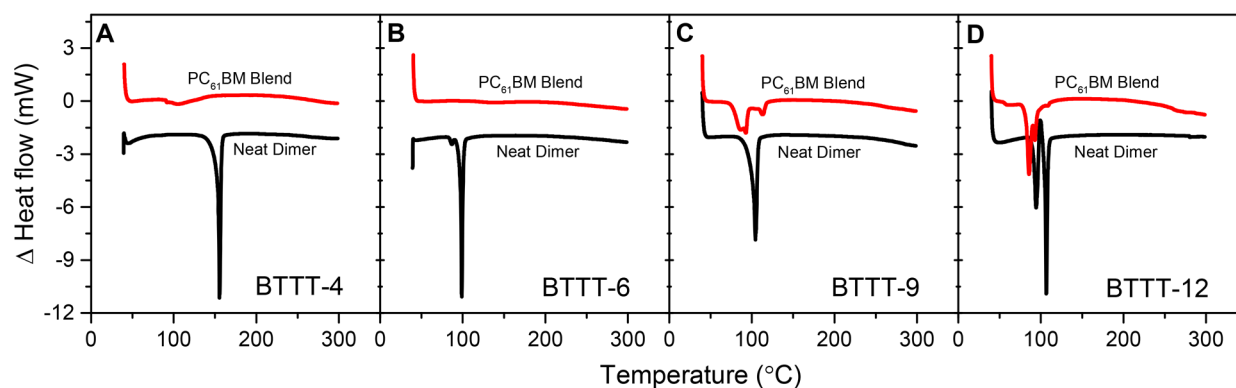 A
B
C
D
PC61BM Blend
Neat Dimer
BTTT-4
PC61BM Blend
Neat Dimer
BTTT-6
PC61BM Blend
Neat Dimer
BTTT-9
PC61BM Blend
Neat Dimer
BTTT-12
3
0
-3
-6
-9
-12
Δ Heat flow (mW)
0 100 200 300
0 100 200 300
0 100 200 300
0 100 200 300
Temperature (°C)